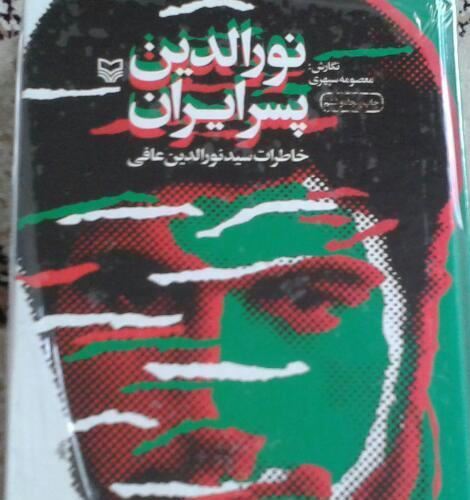 نورالدین
پسر ایران
خاطرات سید نورالدین عافی
نگارش:
معصومه سپهری